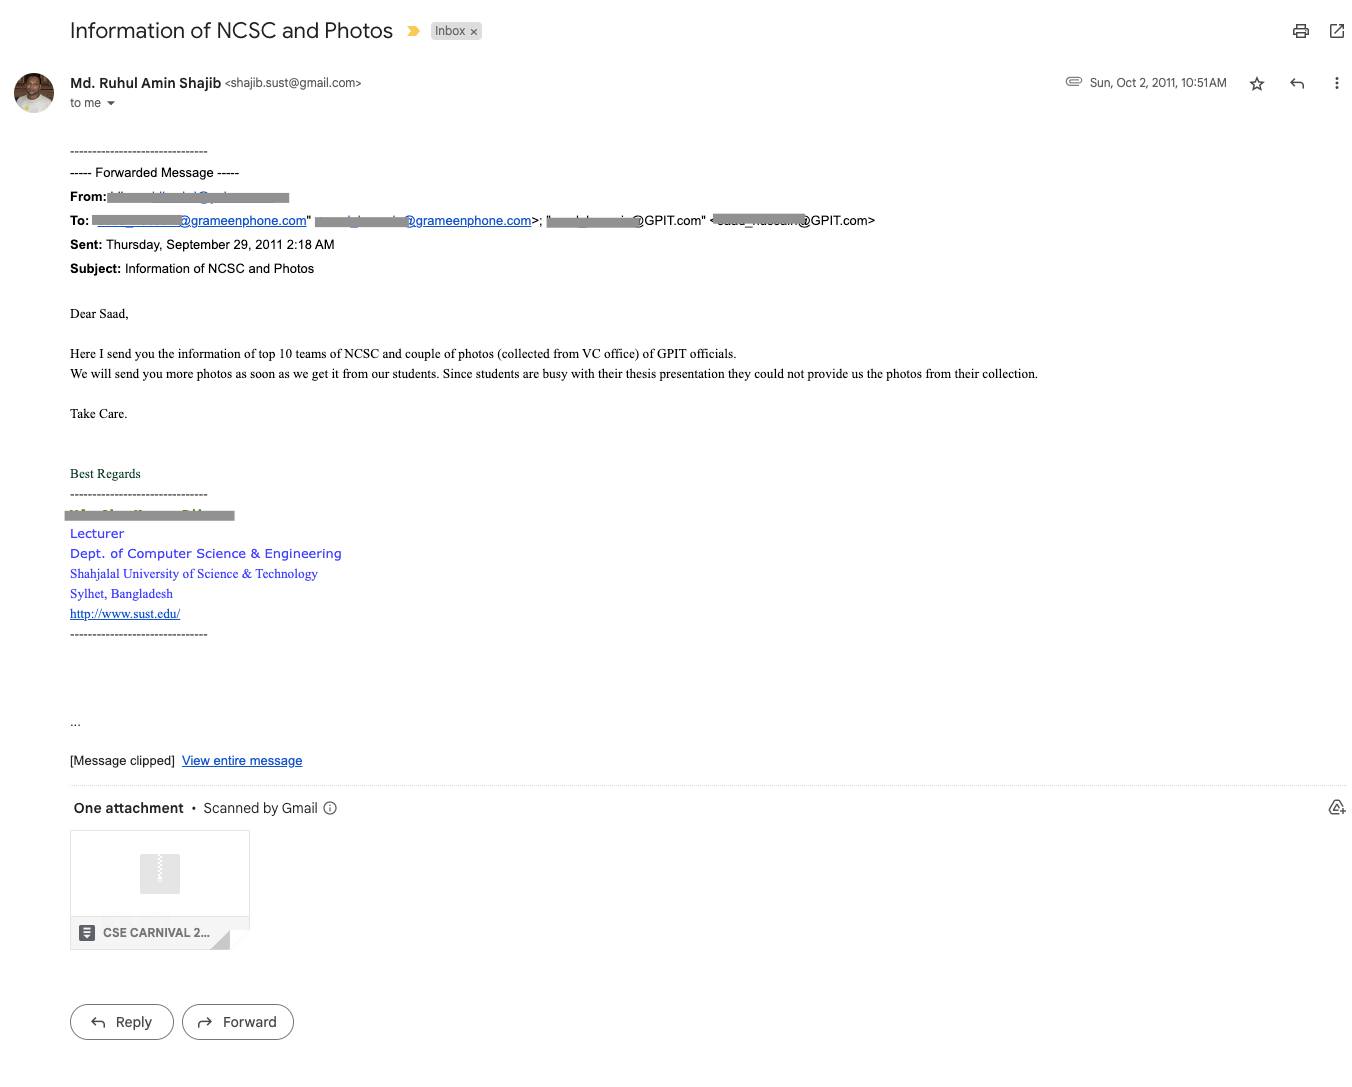 Information of NCSC and Photos
Inbox ×
Md. Ruhul Amin Shajib <shajib.sust@gmail.com>
Sun, Oct 2, 2011, 10:51 AM
to me
-------------------------------
----- Forwarded Message -----
From:
To: @grameenphone.com" @grameenphone.com>; " @GPIT.com" < @GPIT.com>
Sent: Thursday, September 29, 2011 2:18 AM
Subject: Information of NCSC and Photos
Dear Saad,
Here I send you the information of top 10 teams of NCSC and couple of photos (collected from VC office) of GPIT officials.
We will send you more photos as soon as we get it from our students. Since students are busy with their thesis presentation they could not provide us the photos from their collection.
Take Care.
Best Regards
-------------------------------
Lecturer
Dept. of Computer Science & Engineering
Shahjalal University of Science & Technology
Sylhet, Bangladesh
http://www.sust.edu/
-------------------------------
...
[Message clipped] View entire message
One attachment • Scanned by Gmail
CSE CARNIVAL 2...
Reply
Forward